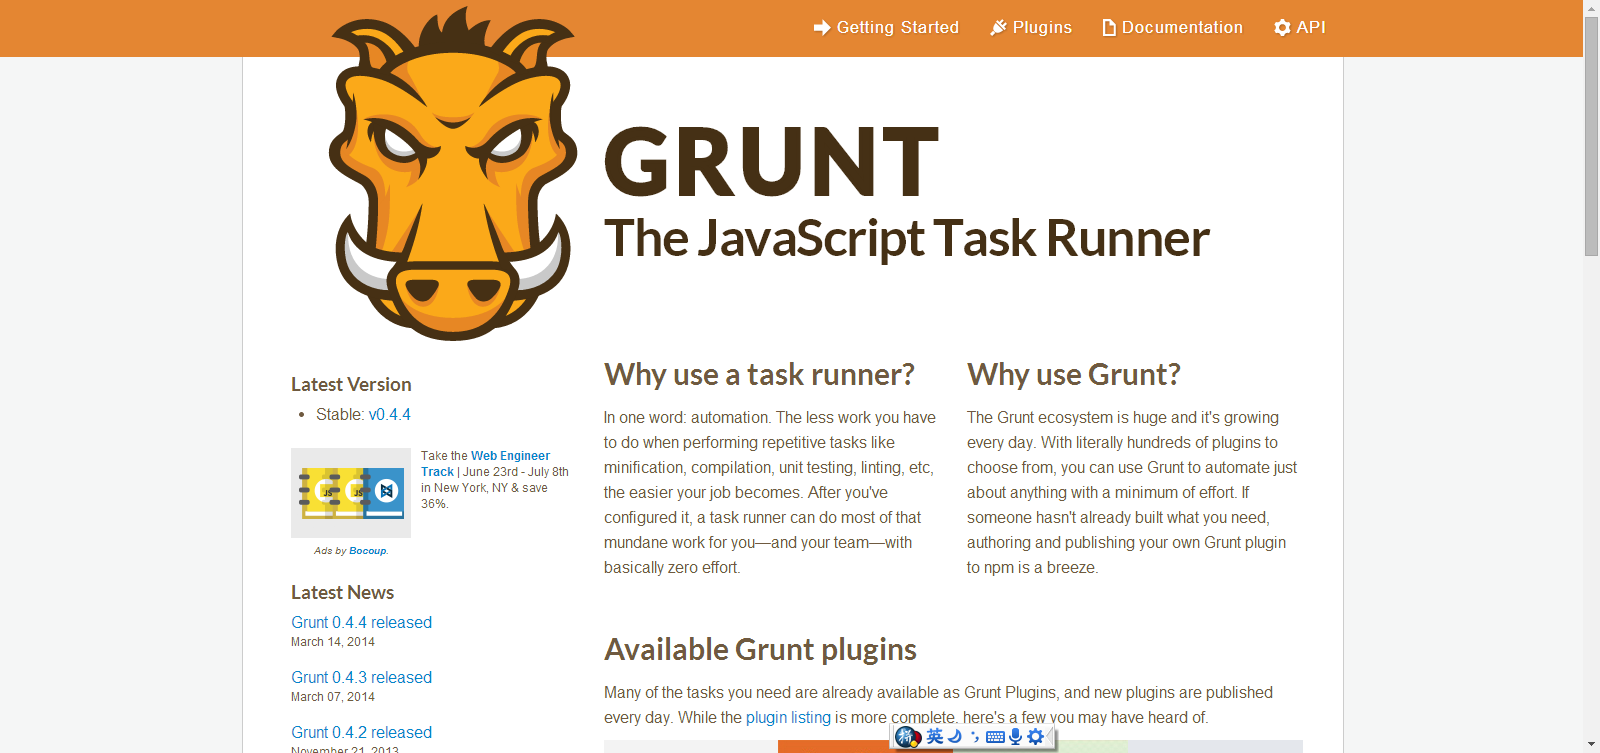 Getting Started
Plugins
Documentation
API
GRUNT
The JavaScript Task Runner
Latest Version
Stable: v0.4.4
Take the Web Engineer
Track | June 23rd - July 8th
in New York, NY & save
36%.
Ads by Bocoup.
Latest News
Grunt 0.4.4 released
March 14, 2014
Grunt 0.4.3 released
March 07, 2014
Grunt 0.4.2 released
November 21, 2013
Why use a task runner?
In one word: automation. The less work you have
to do when performing repetitive tasks like
minification, compilation, unit testing, linting, etc,
the easier your job becomes. After you've
configured it, a task runner can do most of that
mundane work for you—and your team—with
basically zero effort.
Why use Grunt?
The Grunt ecosystem is huge and it's growing
every day. With literally hundreds of plugins to
choose from, you can use Grunt to automate just
about anything with a minimum of effort. If
someone hasn't already built what you need,
authoring and publishing your own Grunt plugin
to npm is a breeze.
Available Grunt plugins
Many of the tasks you need are already available as Grunt Plugins, and new plugins are published
every day. While the plugin listing is more complete, here's a few you may have heard of.
英